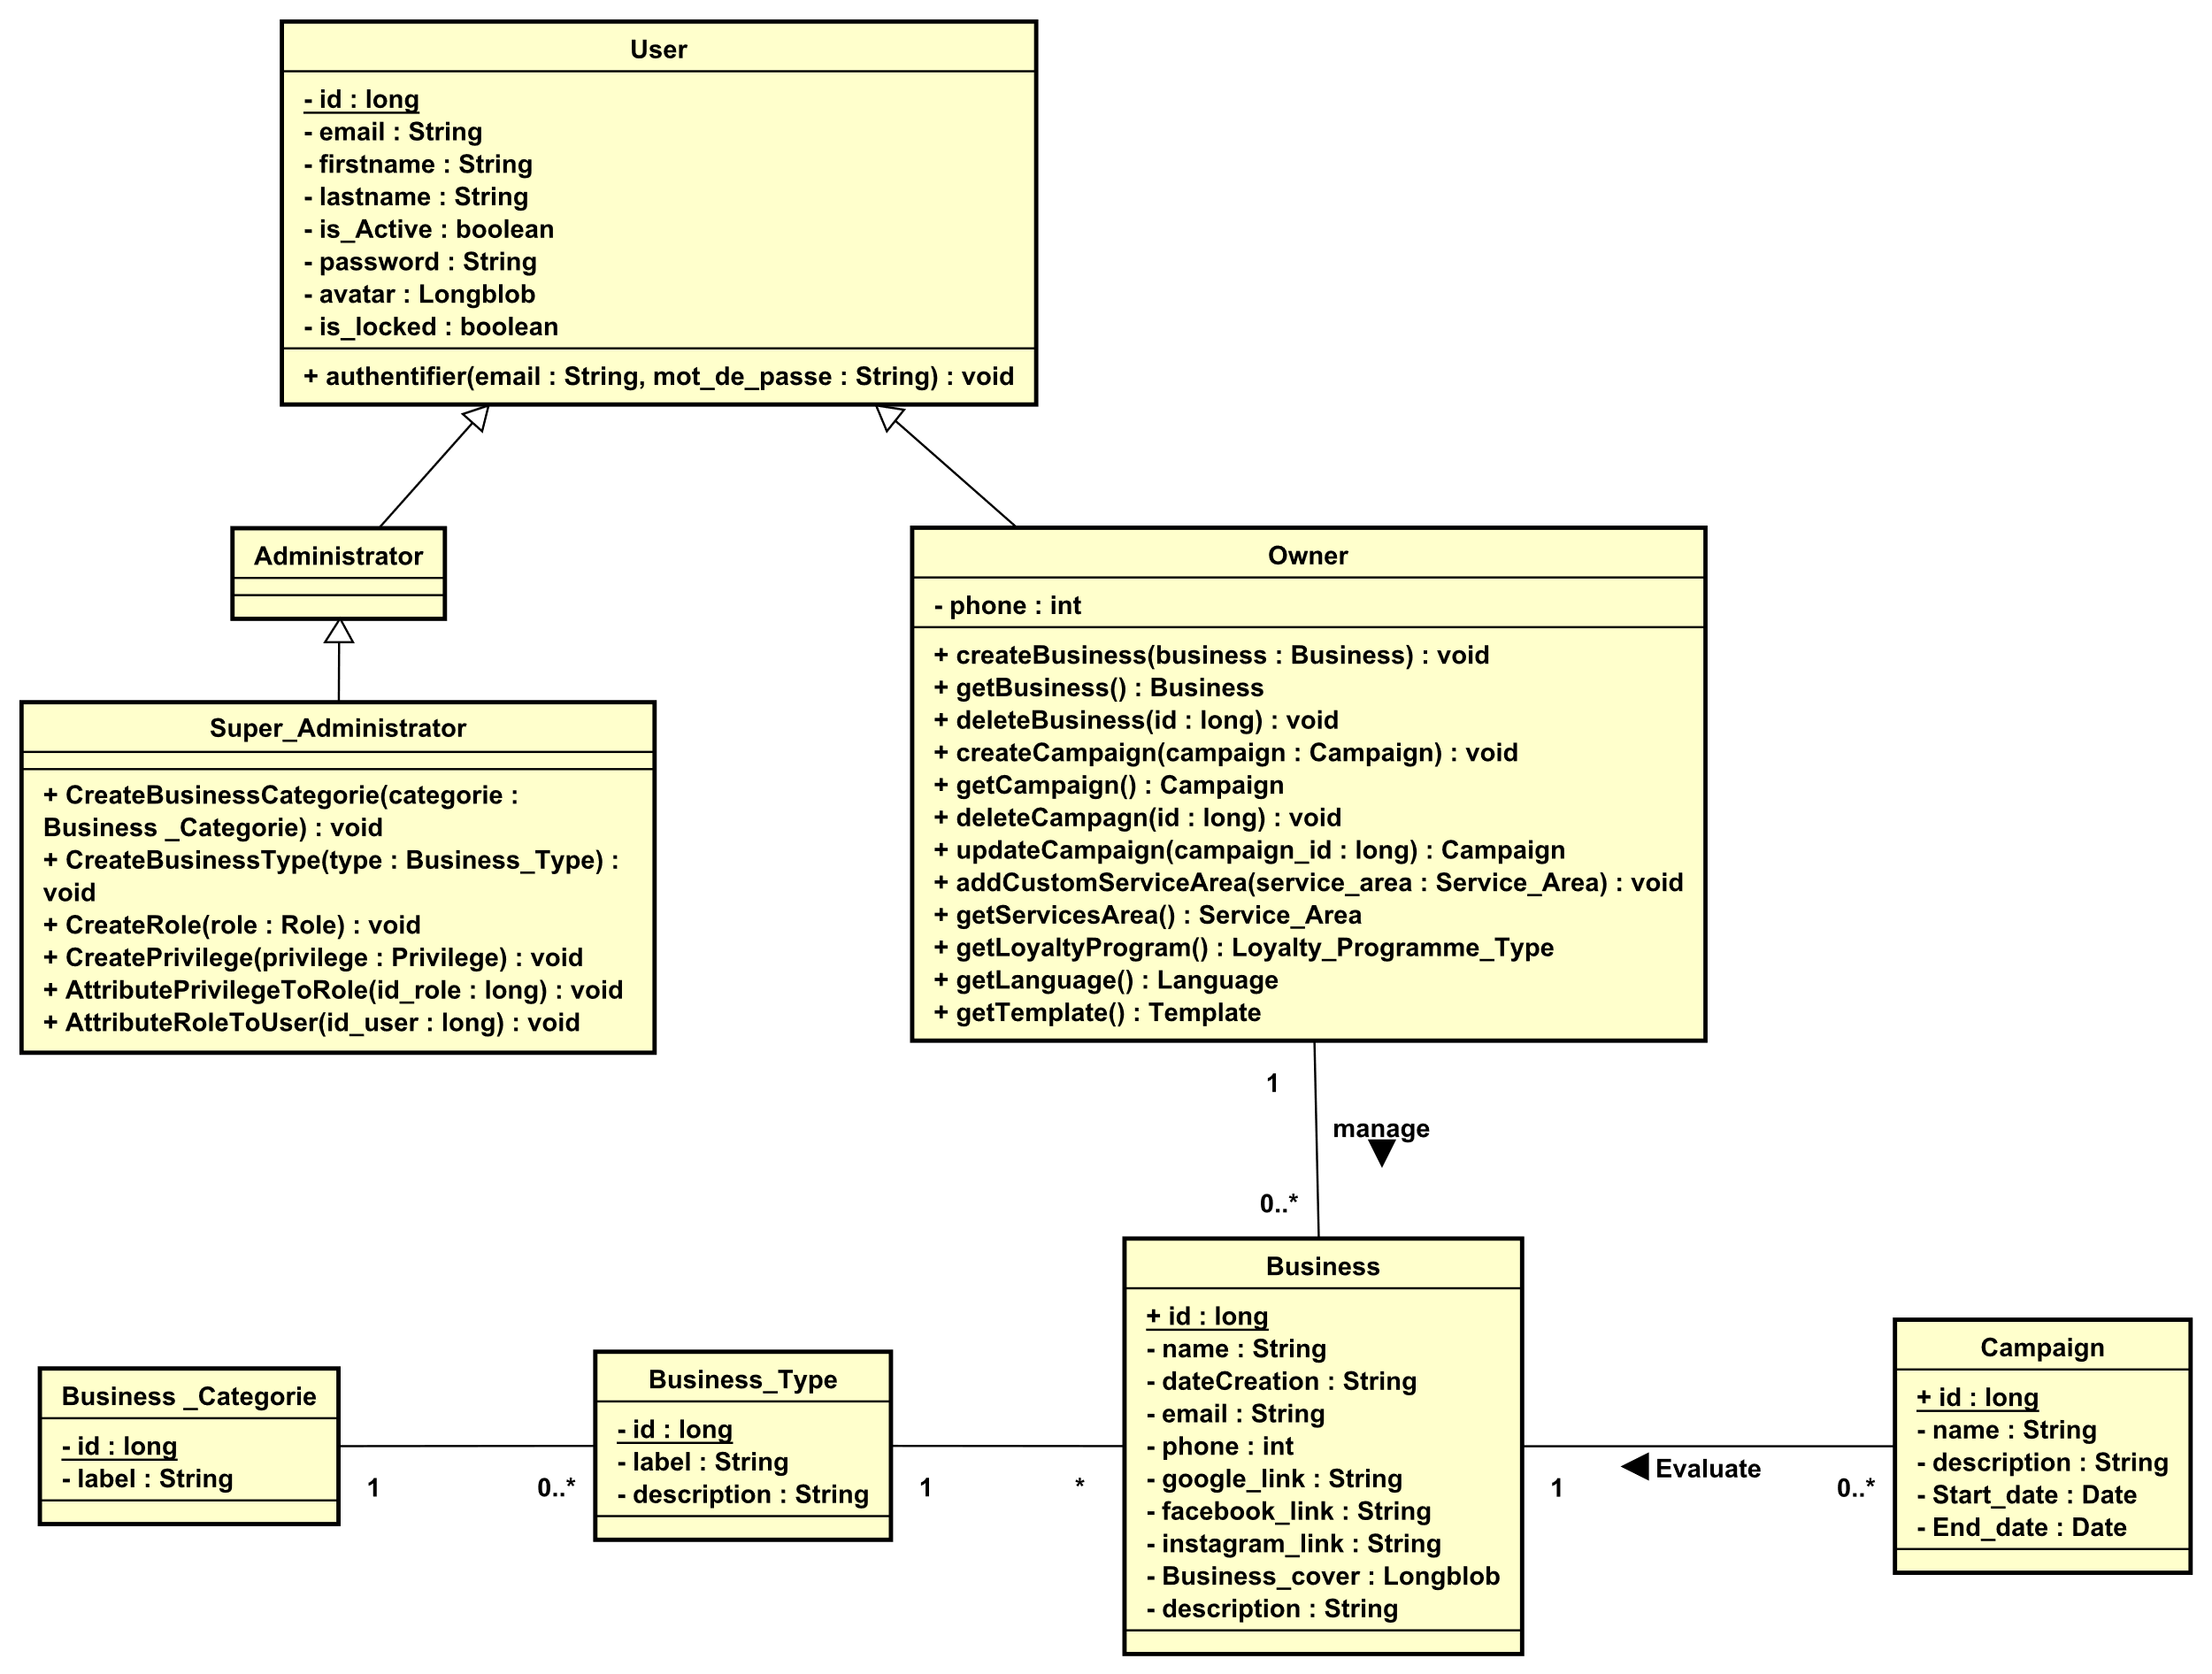 User
- id : long
- email : String
- firstname : String
- lastname : String
- is_Active : boolean
- password : String
- avatar : Longblob
- is_locked : boolean
+ authentifier(email : String, mot_de_passe : String) : void
Administrator
Owner
- phone : int
+ createBusiness(business : Business) : void
+ getBusiness() : Business
+ deleteBusiness(id : long) : void
+ createCampaign(campaign : Campaign) : void
+ getCampaign() : Campaign
+ deleteCampagn(id : long) : void
+ updateCampaign(campaign_id : long) : Campaign
+ addCustomServiceArea(service_area : Service_Area) : void
+ getServicesArea() : Service_Area
+ getLoyaltyProgram() : Loyalty_Programme_Type
+ getLanguage() : Language
+ getTemplate() : Template
Super_Administrator
+ CreateBusinessCategorie(categorie :
Business _Categorie) : void
+ CreateBusinessType(type : Business_Type) :
void
+ CreateRole(role : Role) : void
+ CreatePrivilege(privilege : Privilege) : void
+ AttributePrivilegeToRole(id_role : long) : void
+ AttributeRoleToUser(id_user : long) : void
1
manage
0..*
Business _Categorie
- id : long
- label : String
1
0..*
Business_Type
- id : long
- label : String
- description : String
1
*
Business
+ id : long
- name : String
- dateCreation : String
- email : String
- phone : int
- google_link : String
- facebook_link : String
- instagram_link : String
- Business_cover : Longblob
- description : String
1
Evaluate
0..*
Campaign
+ id : long
- name : String
- description : String
- Start_date : Date
- End_date : Date